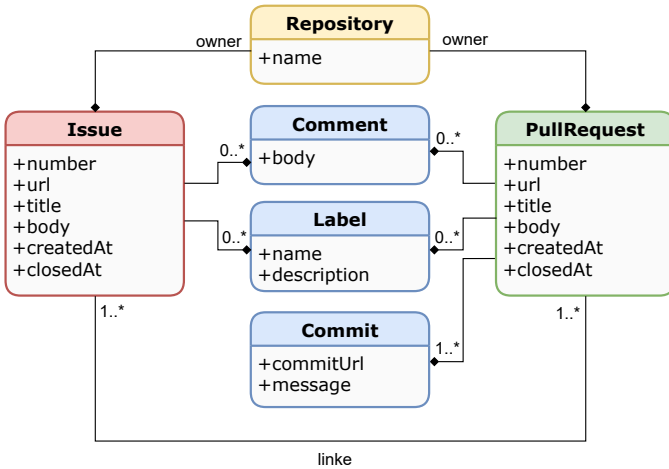 Repository
+name
owner
owner
Issue
+number
+url
+title
+body
+createdAt
+closedAt
Comment
+body
0..*
0..*
PullRequest
+number
+url
+title
+body
+createdAt
+closedAt
Label
+name
+description
0..*
0..*
Commit
+commitUrl
+message
1..*
1..*
1..*
linke